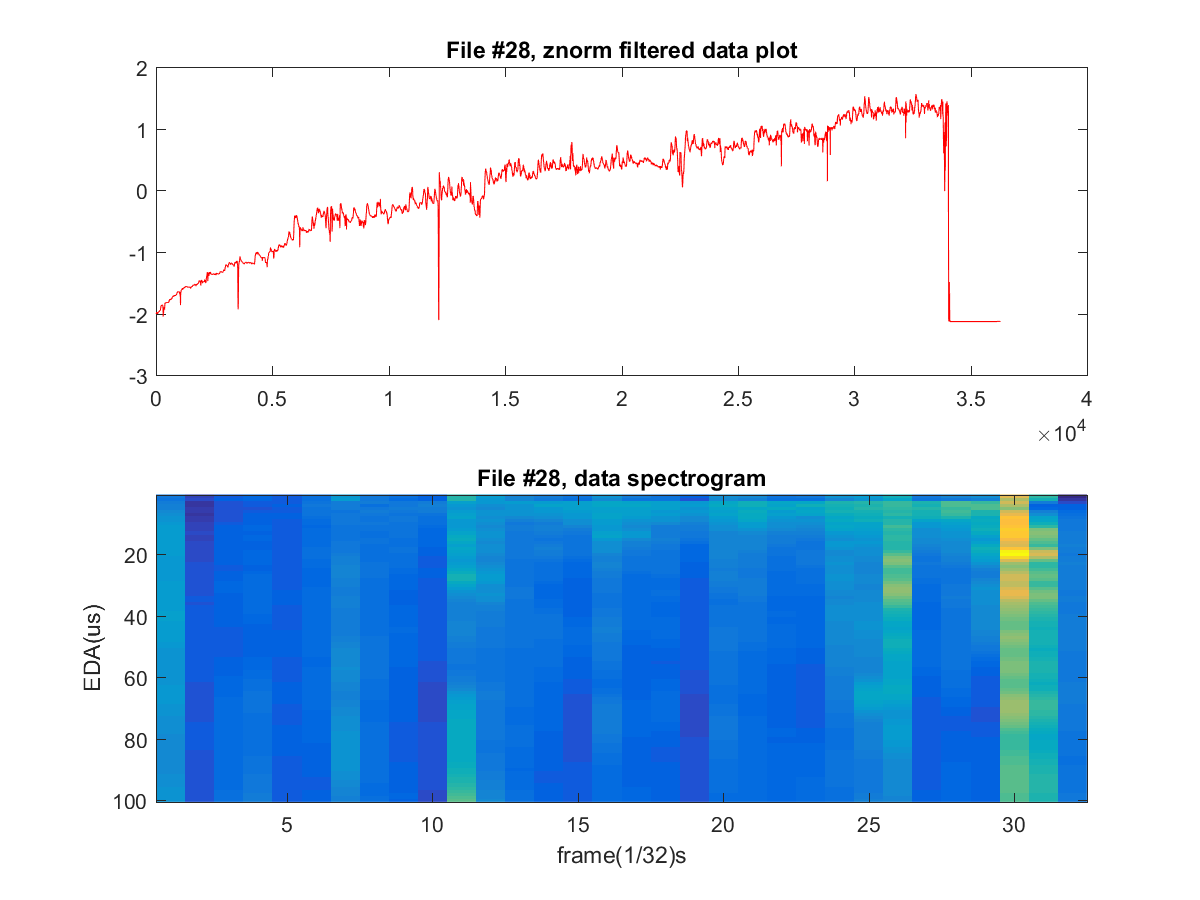 File #28, znorm filtered data plot
2
1
0
-1
-2
-3
0 0.5 1 1.5 2 2.5 3 3.5 4
×10^4
File #28, data spectrogram
20
40
60
80
100
EDA(us)
5 10 15 20 25 30
frame(1/32)s